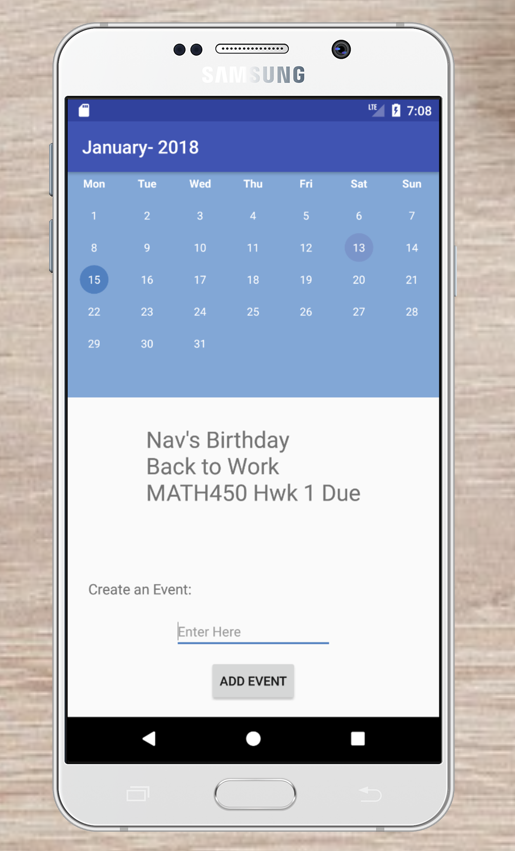 SAMSUNG
LTE 7:08
January- 2018
Mon Tue Wed Thu Fri Sat Sun
1 2 3 4 5 6 7
8 9 10 11 12 13 14
15 16 17 18 19 20 21
22 23 24 25 26 27 28
29 30 31
Nav's Birthday
Back to Work
MATH450 Hwk 1 Due
Create an Event:
Enter Here
ADD EVENT